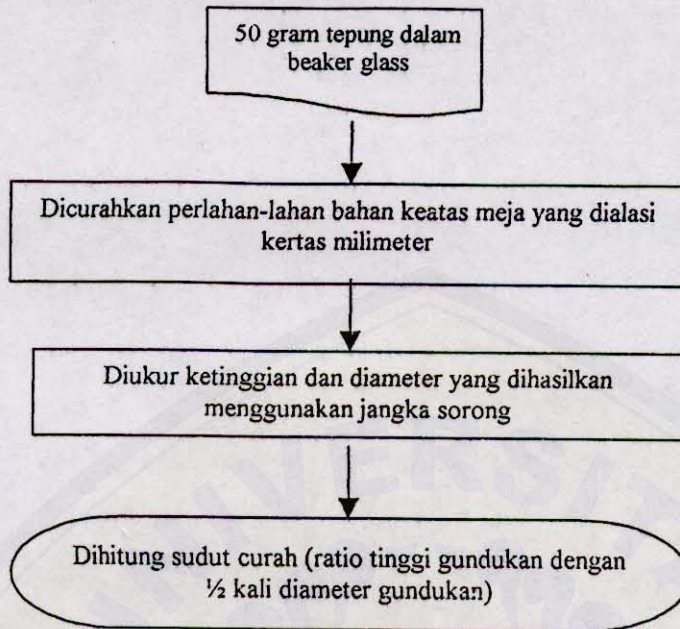 50 gram tepung dalam
beaker glass
Dicurahkan perlahan-lahan bahan keatas meja yang dialasi
kertas milimeter
Diukur ketinggian dan diameter yang dihasilkan
menggunakan jangka sorong
Dihitung sudut curah (ratio tinggi gundukan dengan
½ kali diameter gundukan)
UNIVERSITA